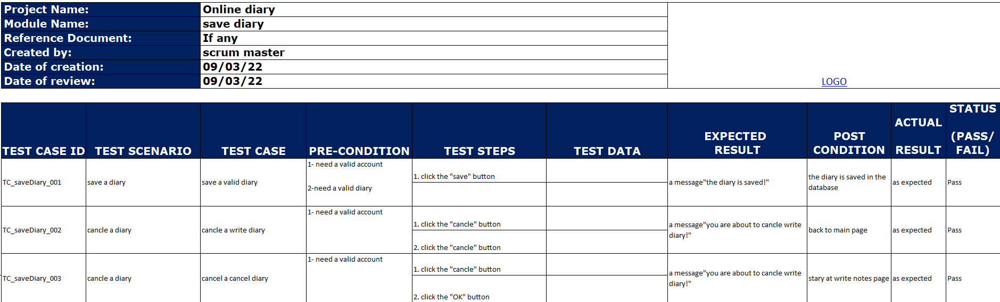 Project Name: Online diary
Module Name: save diary
Reference Document: If any
Created by: scrum master
Date of creation: 09/03/22
Date of review: 09/03/22
LOGO
TEST CASE ID TEST SCENARIO TEST CASE PRE-CONDITION TEST STEPS TEST DATA EXPECTED RESULT POST CONDITION ACTUAL RESULT STATUS (PASS/ FAIL)
TC_saveDiary_001
save a diary
save a valid diary
1- need a valid account
2-need a valid diary
1. click the "save" button
a message"the diary is saved!"
the diary is saved in the
database
as expected
Pass
TC_saveDiary_002
cancle a diary
cancle a write diary
1- need a valid account
1. click the "cancle" button
2. click the "cancle" button
a message"you are about to cancle write
diary!"
back to main page
as expected
Pass
TC_saveDiary_003
cancle a diary
cancel a cancel diary
1- need a valid account
1. click the "cancle" button
2. click the "OK" button
a message"you are about to cancle write
diary!"
stary at write notes page
as expected
Pass